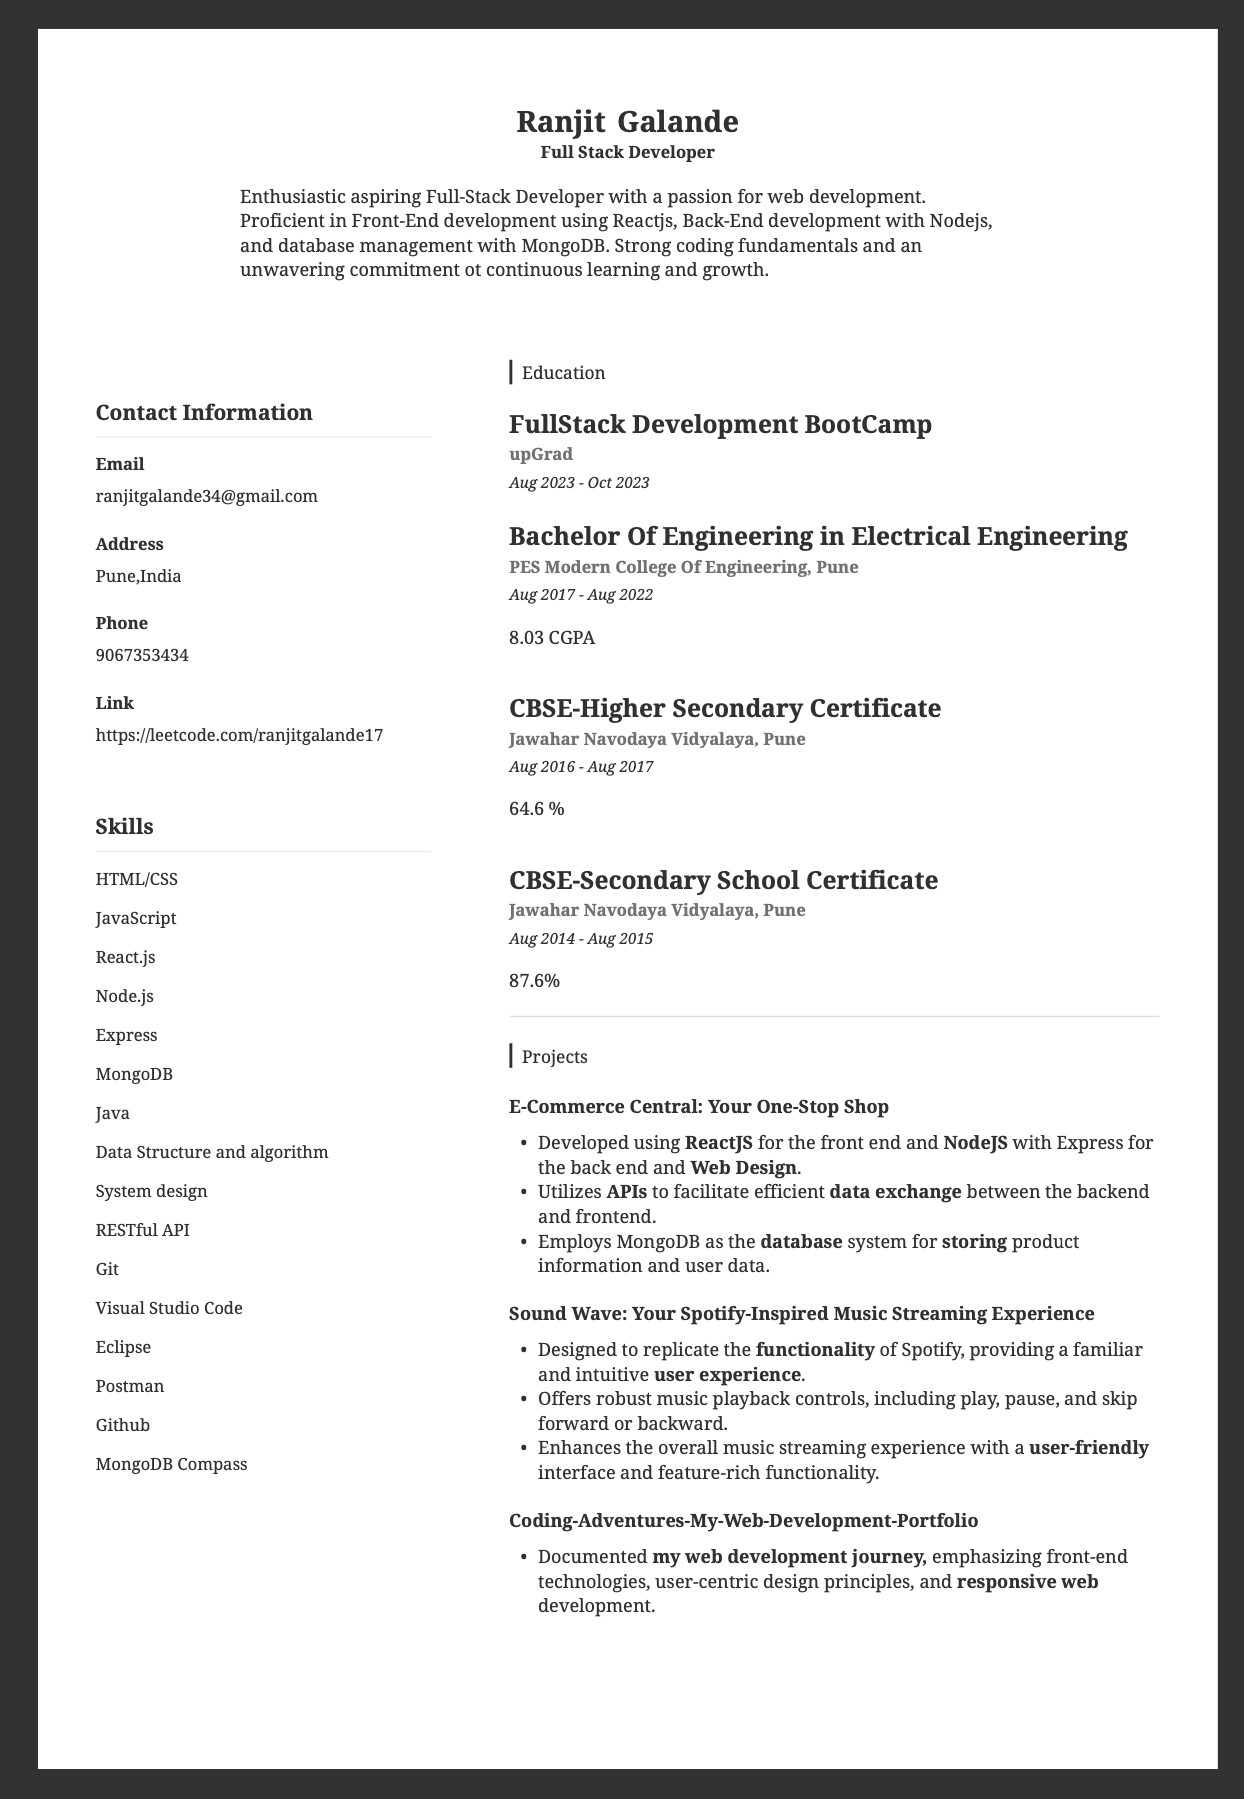 Ranjit Galande
Full Stack Developer
Enthusiastic aspiring Full-Stack Developer with a passion for web development.
Proficient in Front-End development using Reactjs, Back-End development with Nodejs,
and database management with MongoDB. Strong coding fundamentals and an
unwavering commitment ot continuous learning and growth.
Contact Information
Email
ranjitgalande34@gmail.com
Address
Pune,India
Phone
9067353434
Link
https://leetcode.com/ranjitgalande17
Skills
HTML/CSS
JavaScript
React.js
Node.js
Express
MongoDB
Java
Data Structure and algorithm
System design
RESTful API
Git
Visual Studio Code
Eclipse
Postman
Github
MongoDB Compass
Education
FullStack Development BootCamp
upGrad
Aug 2023 - Oct 2023
Bachelor Of Engineering in Electrical Engineering
PES Modern College Of Engineering, Pune
Aug 2017 - Aug 2022
8.03 CGPA
CBSE-Higher Secondary Certificate
Jawahar Navodaya Vidyalaya, Pune
Aug 2016 - Aug 2017
64.6 %
CBSE-Secondary School Certificate
Jawahar Navodaya Vidyalaya, Pune
Aug 2014 - Aug 2015
87.6%
Projects
E-Commerce Central: Your One-Stop Shop
• Developed using ReactJS for the front end and NodeJS with Express for
the back end and Web Design.
• Utilizes APIs to facilitate efficient data exchange between the backend
and frontend.
• Employs MongoDB as the database system for storing product
information and user data.
Sound Wave: Your Spotify-Inspired Music Streaming Experience
• Designed to replicate the functionality of Spotify, providing a familiar
and intuitive user experience.
• Offers robust music playback controls, including play, pause, and skip
forward or backward.
• Enhances the overall music streaming experience with a user-friendly
interface and feature-rich functionality.
Coding-Adventures-My-Web-Development-Portfolio
• Documented my web development journey, emphasizing front-end
technologies, user-centric design principles, and responsive web
development.